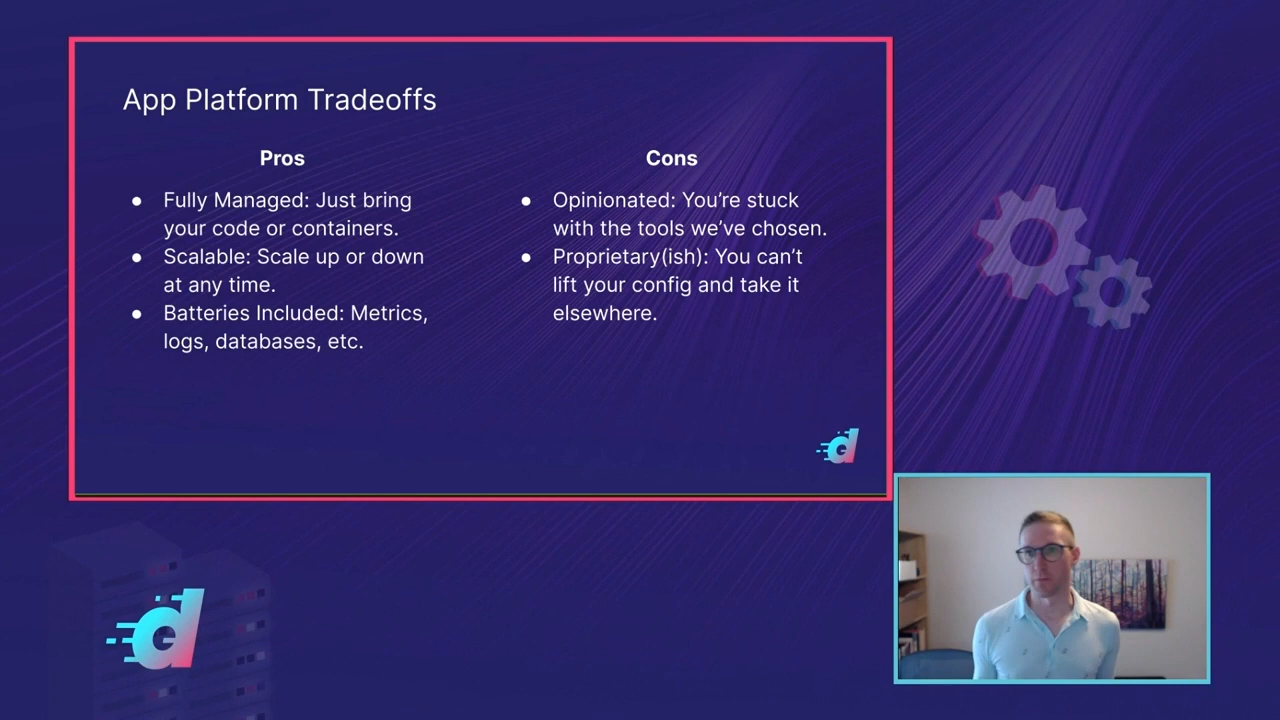 App Platform Tradeoffs
Pros
● Fully Managed: Just bring
your code or containers.
● Scalable: Scale up or down
at any time.
● Batteries Included: Metrics,
logs, databases, etc.
Cons
● Opinionated: You’re stuck
with the tools we’ve chosen.
● Proprietary(ish): You can’t
lift your config and take it
elsewhere.
d
d